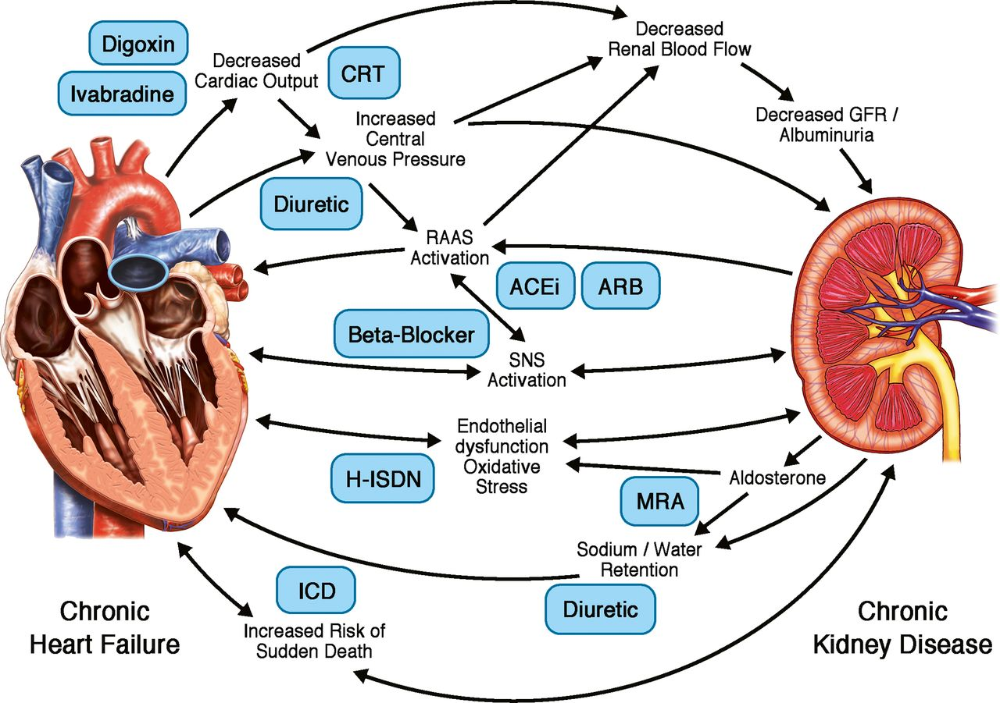 Digoxin
Ivabradine
Decreased
Cardiac Output
CRT
Decreased
Renal Blood Flow
Increased
Central
Venous Pressure
Decreased GFR /
Albuminuria
Diuretic
RAAS
Activation
ACEi
ARB
Beta-Blocker
SNS
Activation
Endothelial
dysfunction
Oxidative
Stress
H-ISDN
Aldosterone
MRA
Sodium / Water
Retention
Diuretic
ICD
Increased Risk of
Sudden Death
Chronic
Heart Failure
Chronic
Kidney Disease